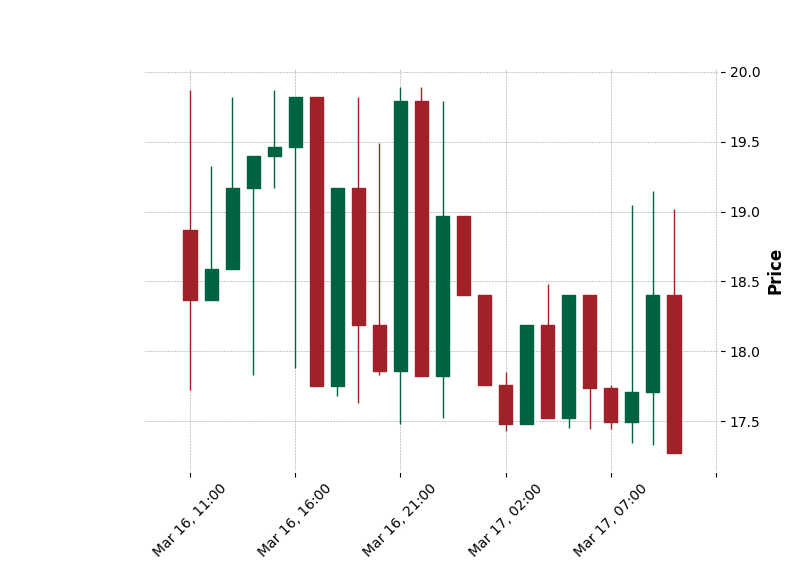 20.0
19.5
19.0
18.5
18.0
17.5
Price
Mar 16, 11:00
Mar 16, 16:00
Mar 16, 21:00
Mar 17, 02:00
Mar 17, 07:00